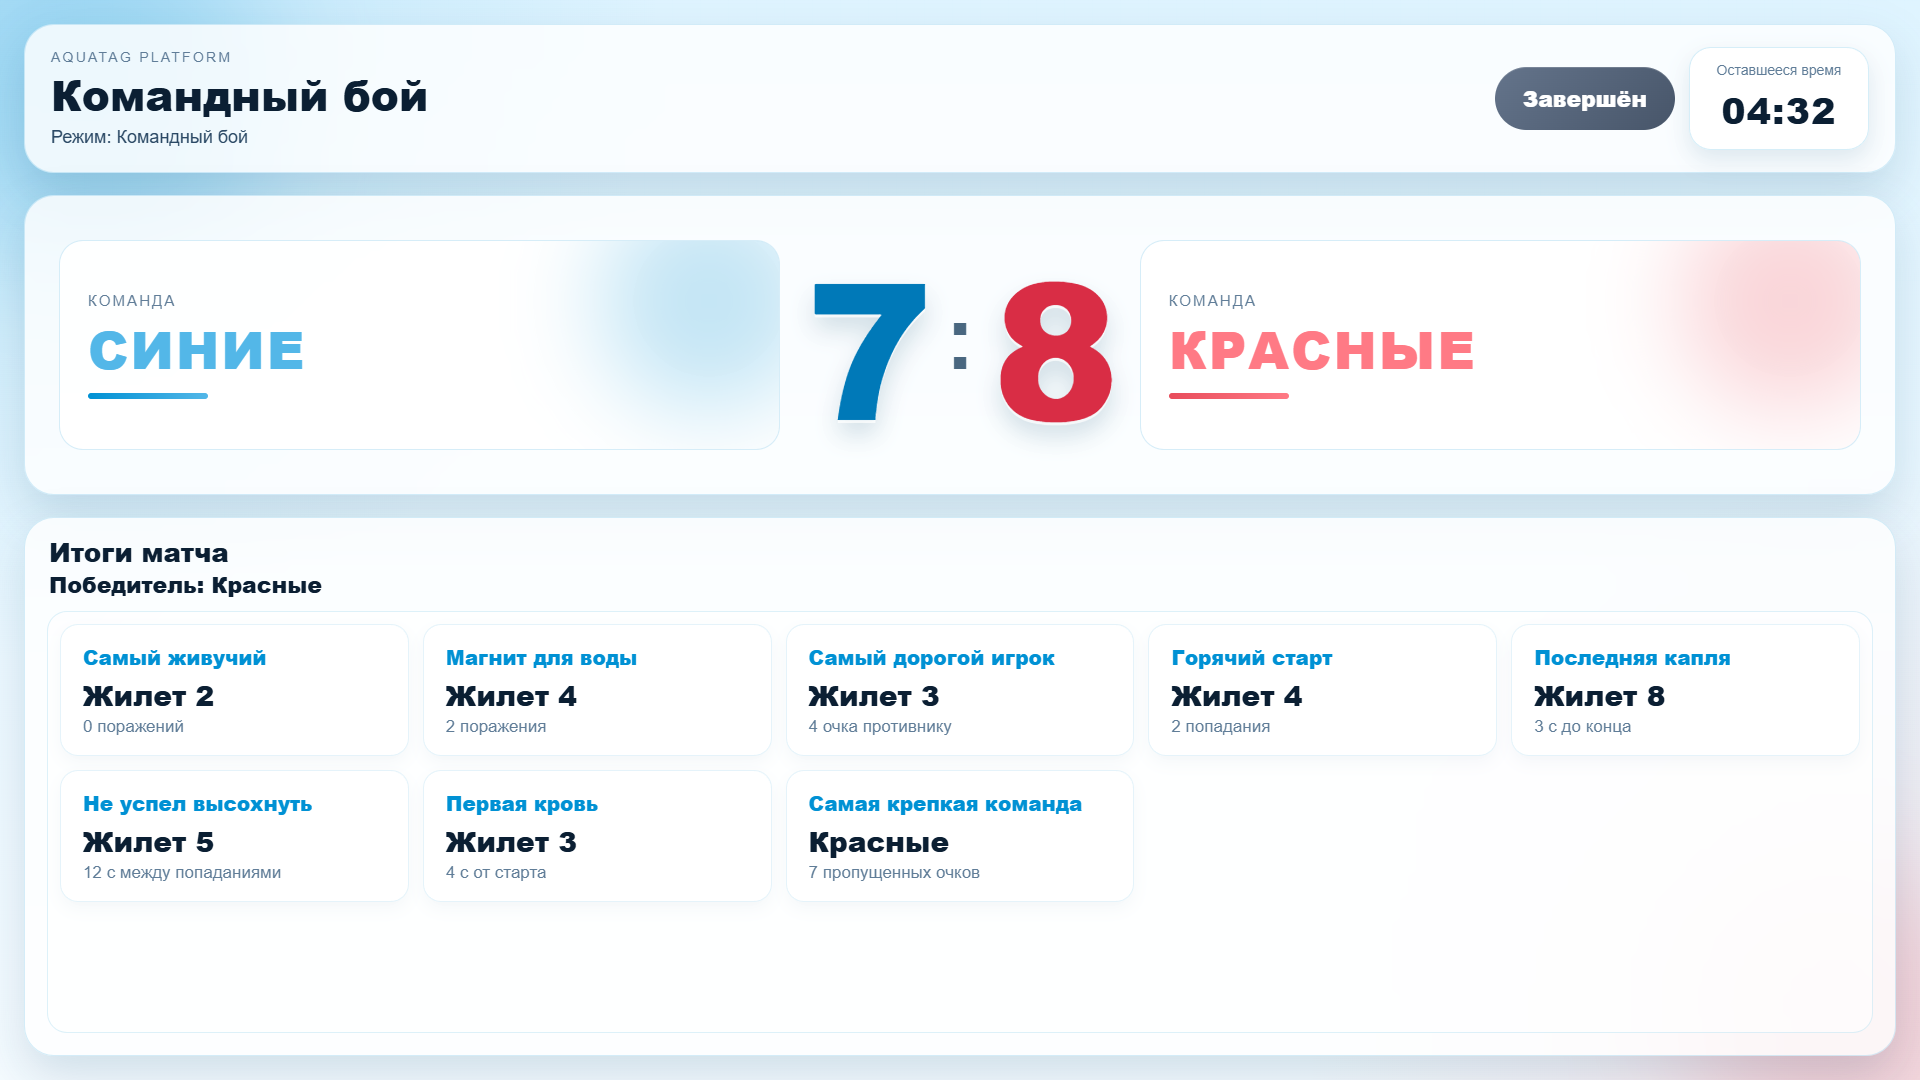 AQUATAG PLATFORM
Командный бой
Режим: Командный бой
Завершён
Оставшееся время
04:32
КОМАНДА
СИНИЕ
7:8
КОМАНДА
КРАСНЫЕ
Итоги матча
Победитель: Красные
Самый живучий
Жилет 2
0 поражений
Магнит для воды
Жилет 4
2 поражения
Самый дорогой игрок
Жилет 3
4 очка противнику
Горячий старт
Жилет 4
2 попадания
Последняя капля
Жилет 8
3 с до конца
Не успел высохнуть
Жилет 5
12 с между попаданиями
Первая кровь
Жилет 3
4 с от старта
Самая крепкая команда
Красные
7 пропущенных очков